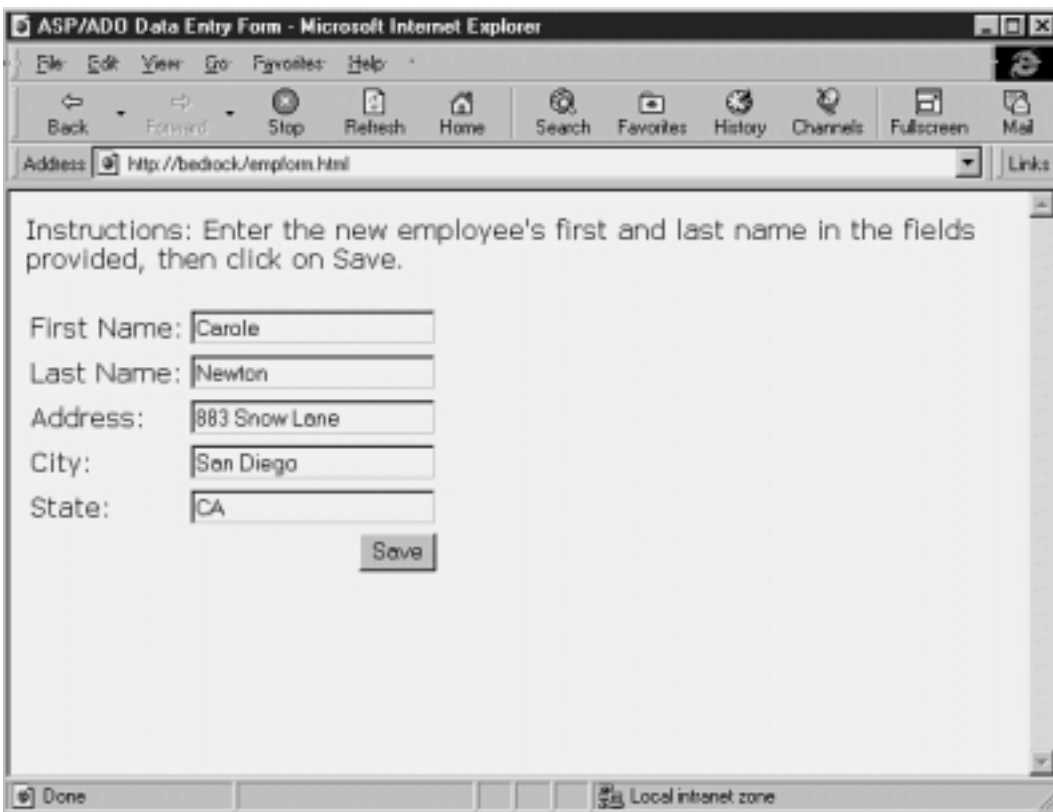 ASP/ADO Data Entry Form - Microsoft Internet Explorer
File Edit View Go Favorites Help
Back Forward Stop Refresh Home Search Favorites History Channels Fullscreen Mail
Address http://bedrock/empform.html Links
Instructions: Enter the new employee's first and last name in the fields
provided, then click on Save.
First Name: Carole
Last Name: Newton
Address: 883 Snow Lane
City: San Diego
State: CA
Save
Done Local intranet zone